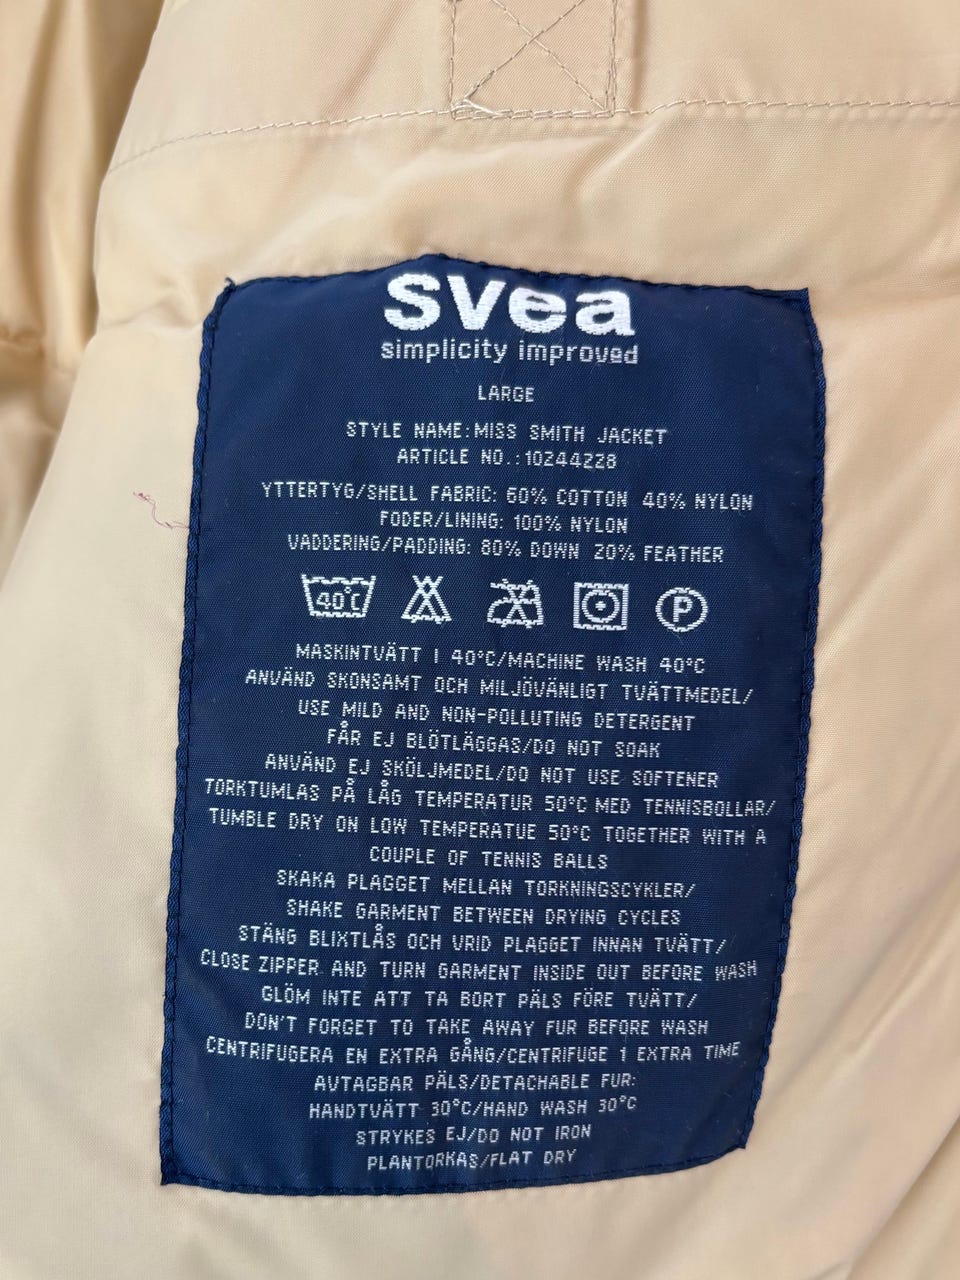 svea
simplicity improved
LARGE
STYLE NAME: MISS SMITH JACKET
ARTICLE NO.: 10244228
YTTERTYG/SHELL FABRIC: 60% COTTON 40% NYLON
FODER/LINING: 100% NYLON
VADDERING/PADDING: 80% DOWN 20% FEATHER
40°C P
MASKINTVÄTT I 40°C/MACHINE WASH 40°C
ANVÄND SKONSAMT OCH MILJÖVÄNLIGT TVÄTTMEDEL/
USE MILD AND NON-POLLUTING DETERGENT
FÅR EJ BLÖTLÄGGAS/DO NOT SOAK
ANVÄND EJ SKÖLJMEDEL/DO NOT USE SOFTENER
TORKTUMLAS PÅ LÅG TEMPERATUR 50°C MED TENNISBOLLAR/
TUMBLE DRY ON LOW TEMPERATUE 50°C TOGETHER WITH A
COUPLE OF TENNIS BALLS
SKAKA PLAGGET MELLAN TORKNINGSCYKLER/
SHAKE GARMENT BETWEEN DRYING CYCLES
STÄNG BLIXTLÅS OCH VRID PLAGGET INNAN TVÄTT/
CLOSE ZIPPER AND TURN GARMENT INSIDE OUT BEFORE WASH
GLÖM INTE ATT TA BORT PÄLS FÖRE TVÄTT/
DON'T FORGET TO TAKE AWAY FUR BEFORE WASH
CENTRIFUGERA EN EXTRA GÅNG/CENTRIFUGE 1 EXTRA TIME
AVTAGBAR PÄLS/DETACHABLE FUR:
HANDTVÄTT 30°C/HAND WASH 30°C
STRYKES EJ/DO NOT IRON
PLANTORKAS/FLAT DRY